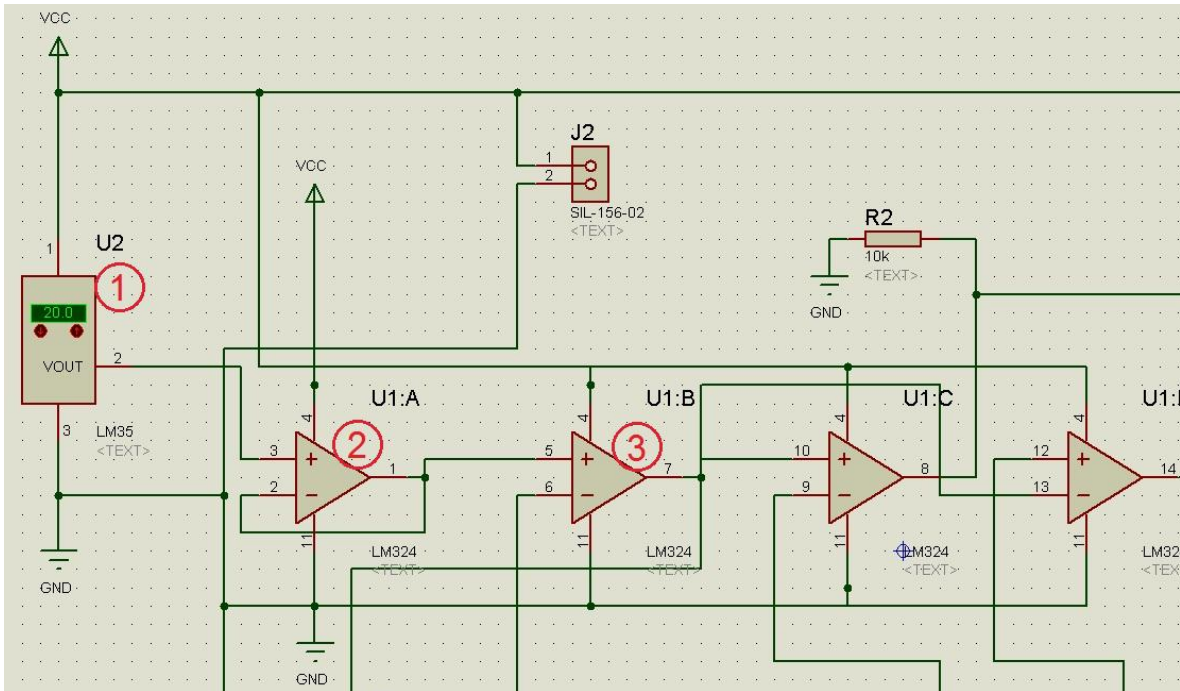 VCC
J2
1
2
VCC
SIL-156-02
<TEXT>
R2
10k
<TEXT>
GND
U2
1
1
20.0
VOUT
2
3
LM35
<TEXT>
GND
U1:A
4
3
2
2
1
11
LM324
<TEXT>
GND
U1:B
4
5
3
6
7
11
LM324
<TEXT>
U1:C
4
10
9
8
11
LM324
<TEXT>
4
12
13
14
11